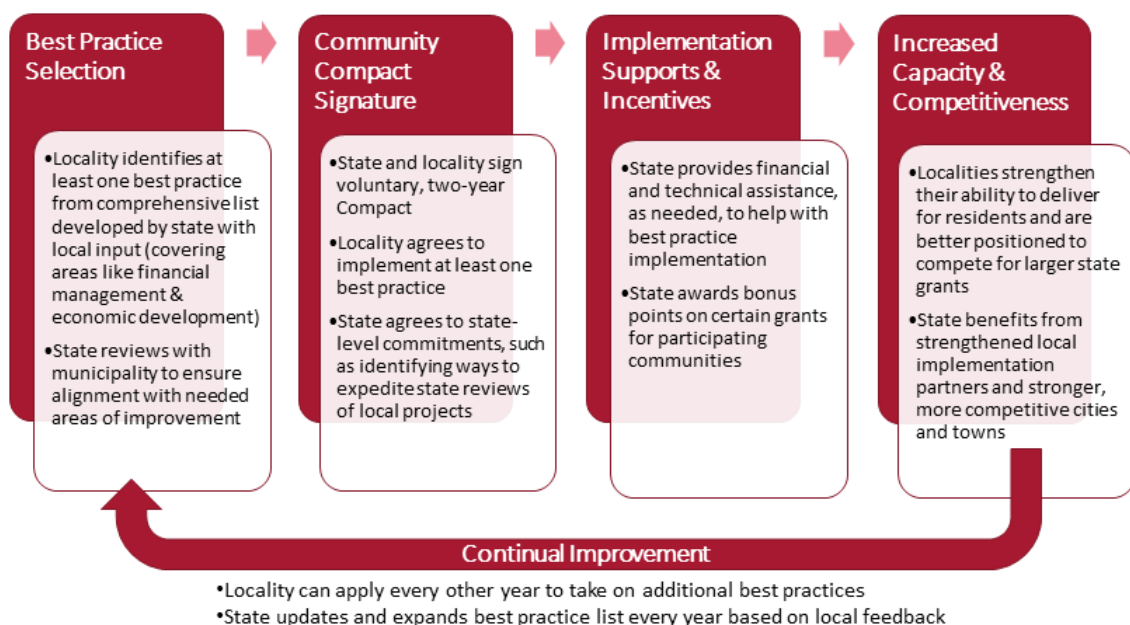 Best Practice
Selection
•Locality identifies at
least one best practice
from comprehensive list
developed by state with
local input (covering
areas like financial
management &
economic development)
•State reviews with
municipality to ensure
alignment with needed
areas of improvement
Community
Compact
Signature
•State and locality sign
voluntary, two-year
Compact
•Locality agrees to
implement at least one
best practice
•State agrees to state-
level commitments, such
as identifying ways to
expedite state reviews
of local projects
Implementation
Supports &
Incentives
•State provides financial
and technical assistance,
as needed, to help with
best practice
implementation
•State awards bonus
points on certain grants
for participating
communities
Increased
Capacity &
Competitiveness
•Localities strengthen
their ability to deliver
for residents and are
better positioned to
compete for larger state
grants
•State benefits from
strengthened local
implementation
partners and stronger,
more competitive cities
and towns
Continual Improvement
•Locality can apply every other year to take on additional best practices
•State updates and expands best practice list every year based on local feedback